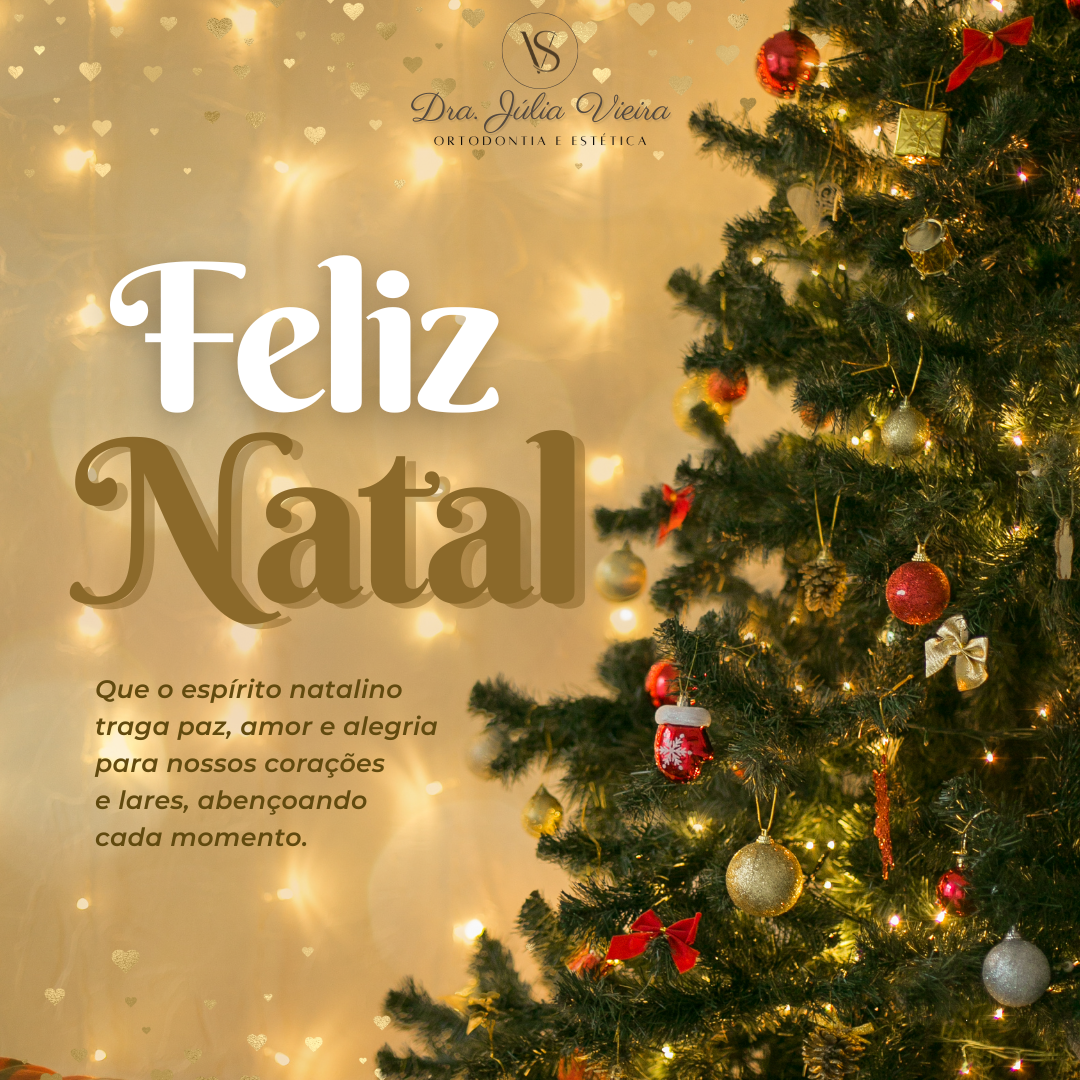 VS
Dra. Júlia Vieira
ORTODONTIA E ESTÉTICA
Feliz
Natal
Que o espírito natalino
traga paz, amor e alegria
para nossos corações
e lares, abençoando
cada momento.